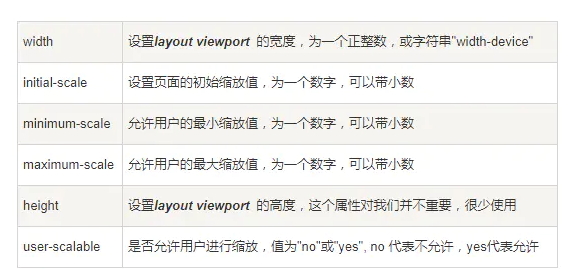 width 设置layout viewport 的宽度，为一个正整数，或字符串"width-device"
initial-scale 设置页面的初始缩放值，为一个数字，可以带小数
minimum-scale 允许用户的最小缩放值，为一个数字，可以带小数
maximum-scale 允许用户的最大缩放值，为一个数字，可以带小数
height 设置layout viewport 的高度，这个属性对我们并不重要，很少使用
user-scalable 是否允许用户进行缩放，值为"no"或"yes", no 代表不允许，yes代表允许